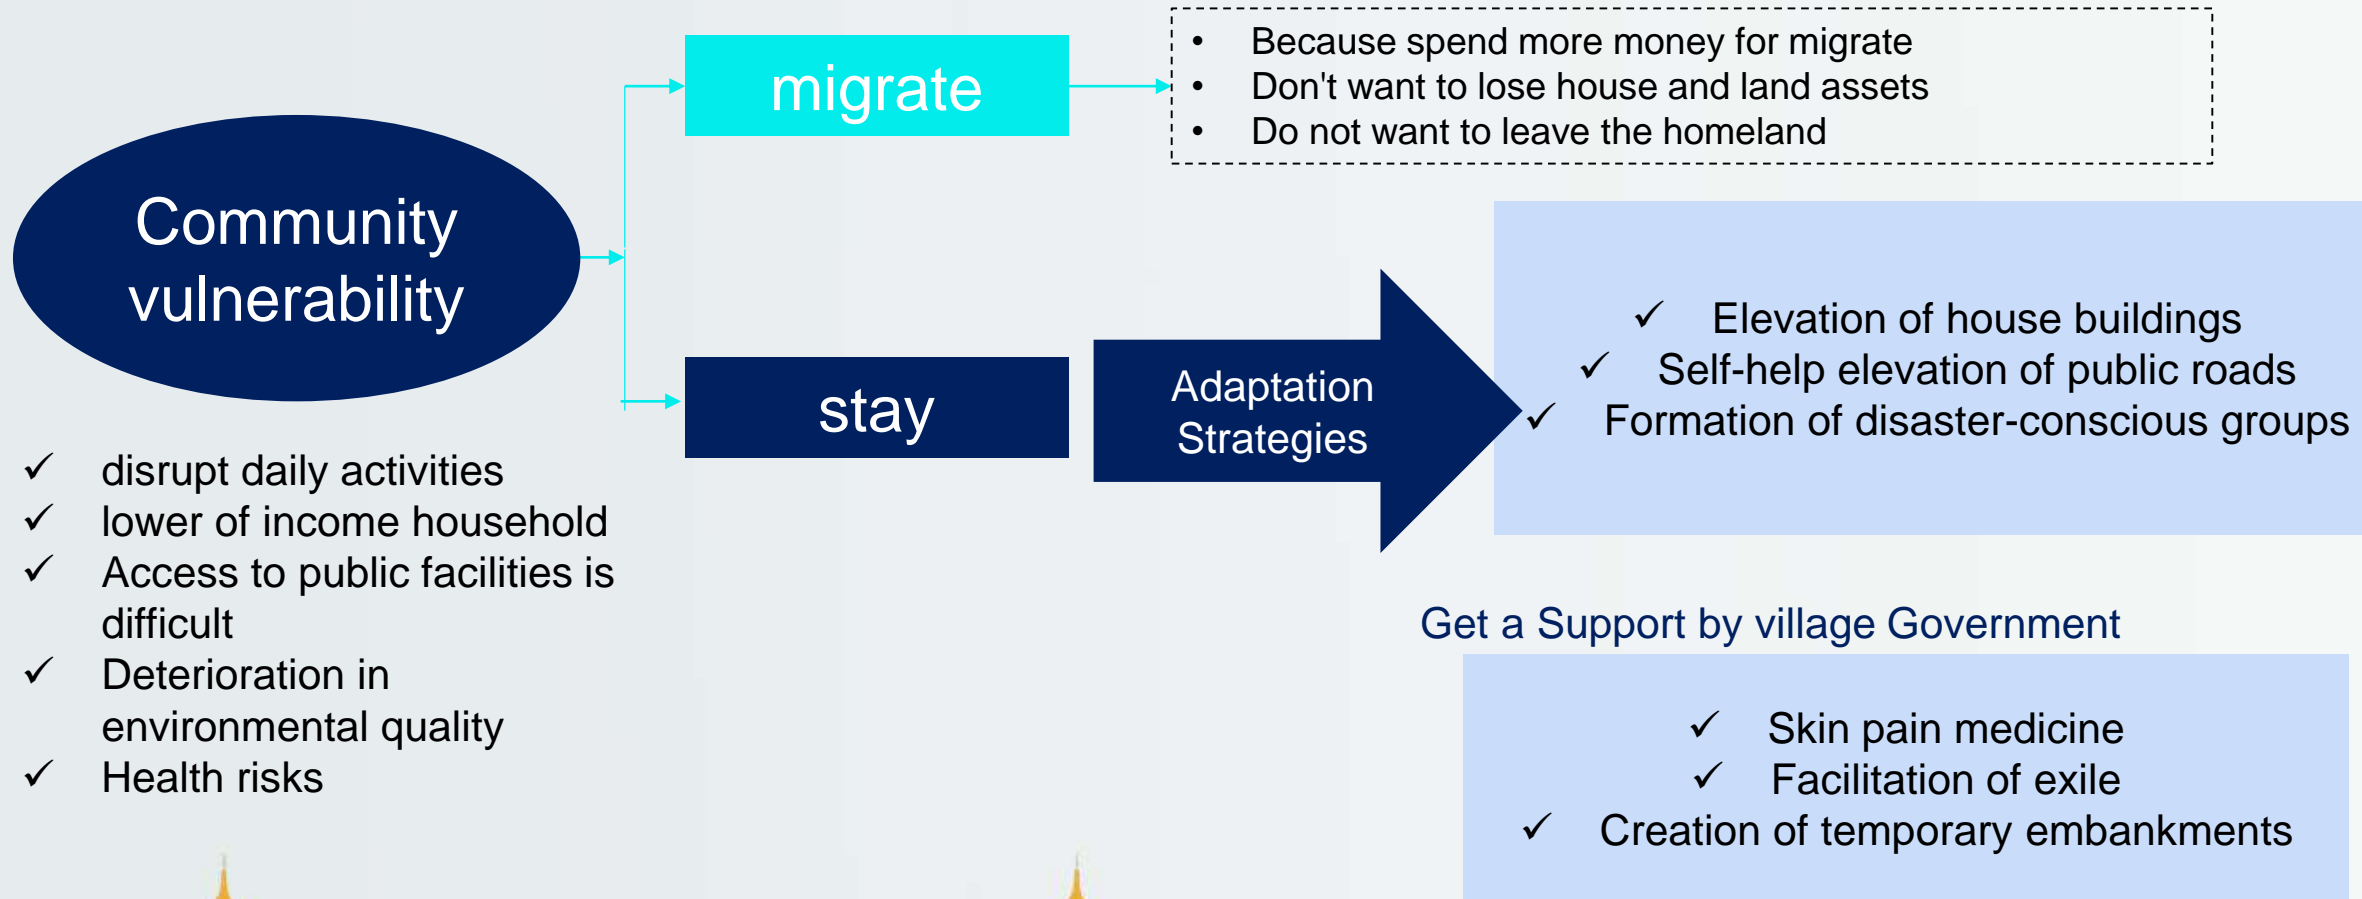 Community
vulnerability
✓ disrupt daily activities
✓ lower of income household
✓ Access to public facilities is
difficult
✓ Deterioration in
environmental quality
✓ Health risks
migrate
• Because spend more money for migrate
• Don't want to lose house and land assets
• Do not want to leave the homeland
stay
Adaptation
Strategies
✓ Elevation of house buildings
✓ Self-help elevation of public roads
✓ Formation of disaster-conscious groups
Get a Support by village Government
✓ Skin pain medicine
✓ Facilitation of exile
✓ Creation of temporary embankments